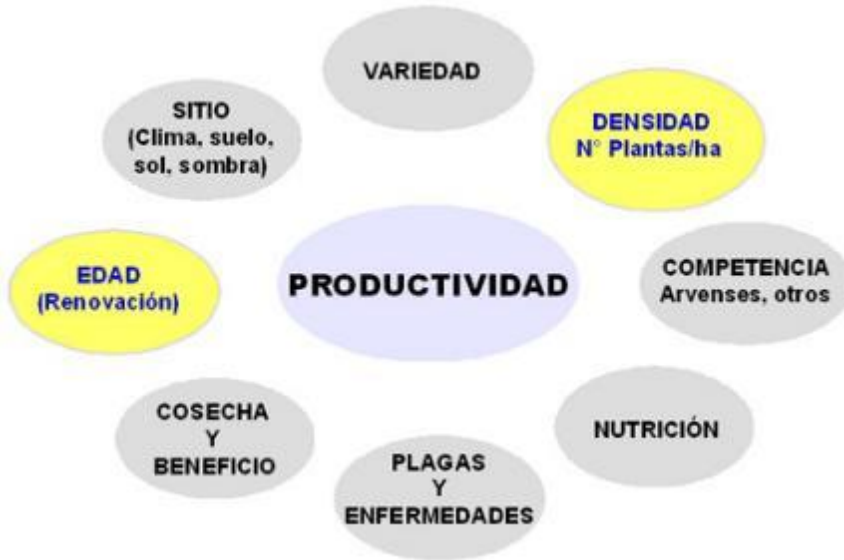 VARIEDAD
SITIO
(Clima, suelo,
sol, sombra)
DENSIDAD
N° Plantas/ha
EDAD
(Renovación)
PRODUCTIVIDAD
COMPETENCIA
Arvenses, otros
COSECHA
Y
BENEFICIO
PLAGAS
Y
ENFERMEDADES
NUTRICIÓN